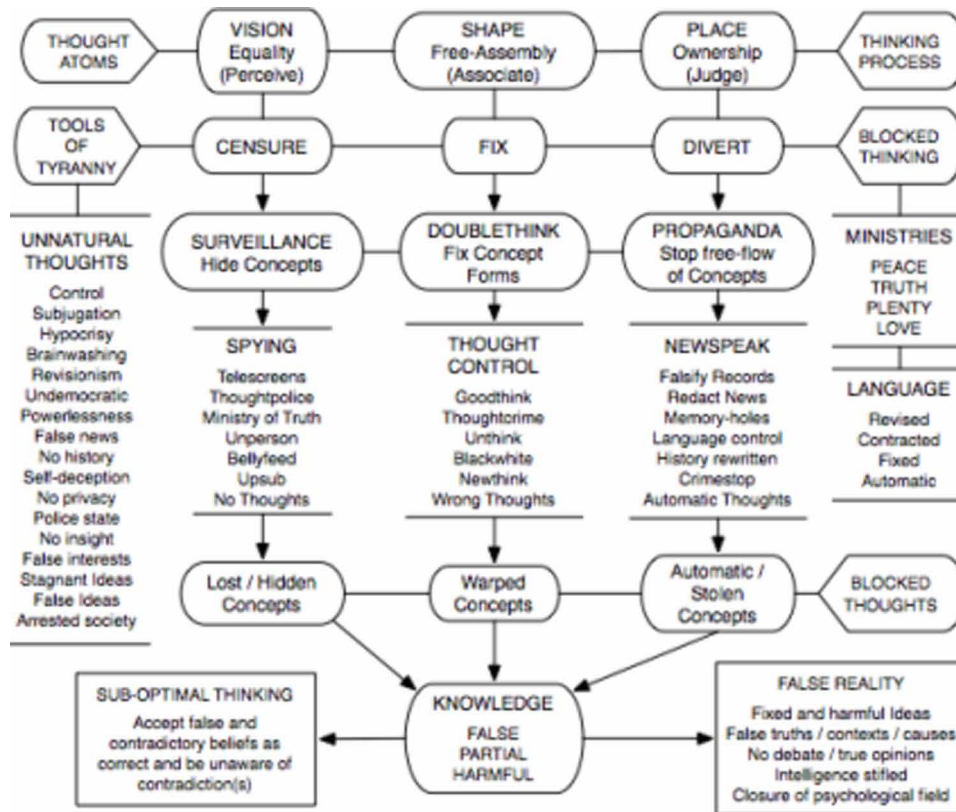 THOUGHT
ATOMS
VISION
Equality
(Perceive)
SHAPE
Free-Assembly
(Associate)
PLACE
Ownership
(Judge)
THINKING
PROCESS
TOOLS
OF
TYRANNY
CENSURE
FIX
DIVERT
BLOCKED
THINKING
UNNATURAL
THOUGHTS
Control
Subjugation
Hypocrisy
Brainwashing
Revisionism
Undemocratic
Powerlessness
False news
No history
Self-deception
No privacy
Police state
No insight
False interests
Stagnant Ideas
False Ideas
Arrested society
SURVEILLANCE
Hide Concepts
DOUBLETHINK
Fix Concept
Forms
PROPAGANDA
Stop free-flow
of Concepts
MINISTRIES
PEACE
TRUTH
PLENTY
LOVE
SPYING
Telescreens
Thoughtpolice
Ministry of Truth
Unperson
Bellyfeed
Upsub
No Thoughts
THOUGHT
CONTROL
Goodthink
Thoughtcrime
Unthink
Blackwhite
Newthink
Wrong Thoughts
NEWSPEAK
Falsify Records
Redact News
Memory-holes
Language control
History rewritten
Crimestop
Automatic Thoughts
LANGUAGE
Revised
Contracted
Fixed
Automatic
Lost / Hidden
Concepts
Warped
Concepts
Automatic /
Stolen
Concepts
BLOCKED
THOUGHTS
SUB-OPTIMAL THINKING
Accept false and
contradictory beliefs as
correct and be unaware of
contradiction(s)
KNOWLEDGE
FALSE
PARTIAL
HARMFUL
FALSE REALITY
Fixed and harmful Ideas
False truths / contexts / causes
No debate / true opinions
Intelligence stifled
Closure of psychological field